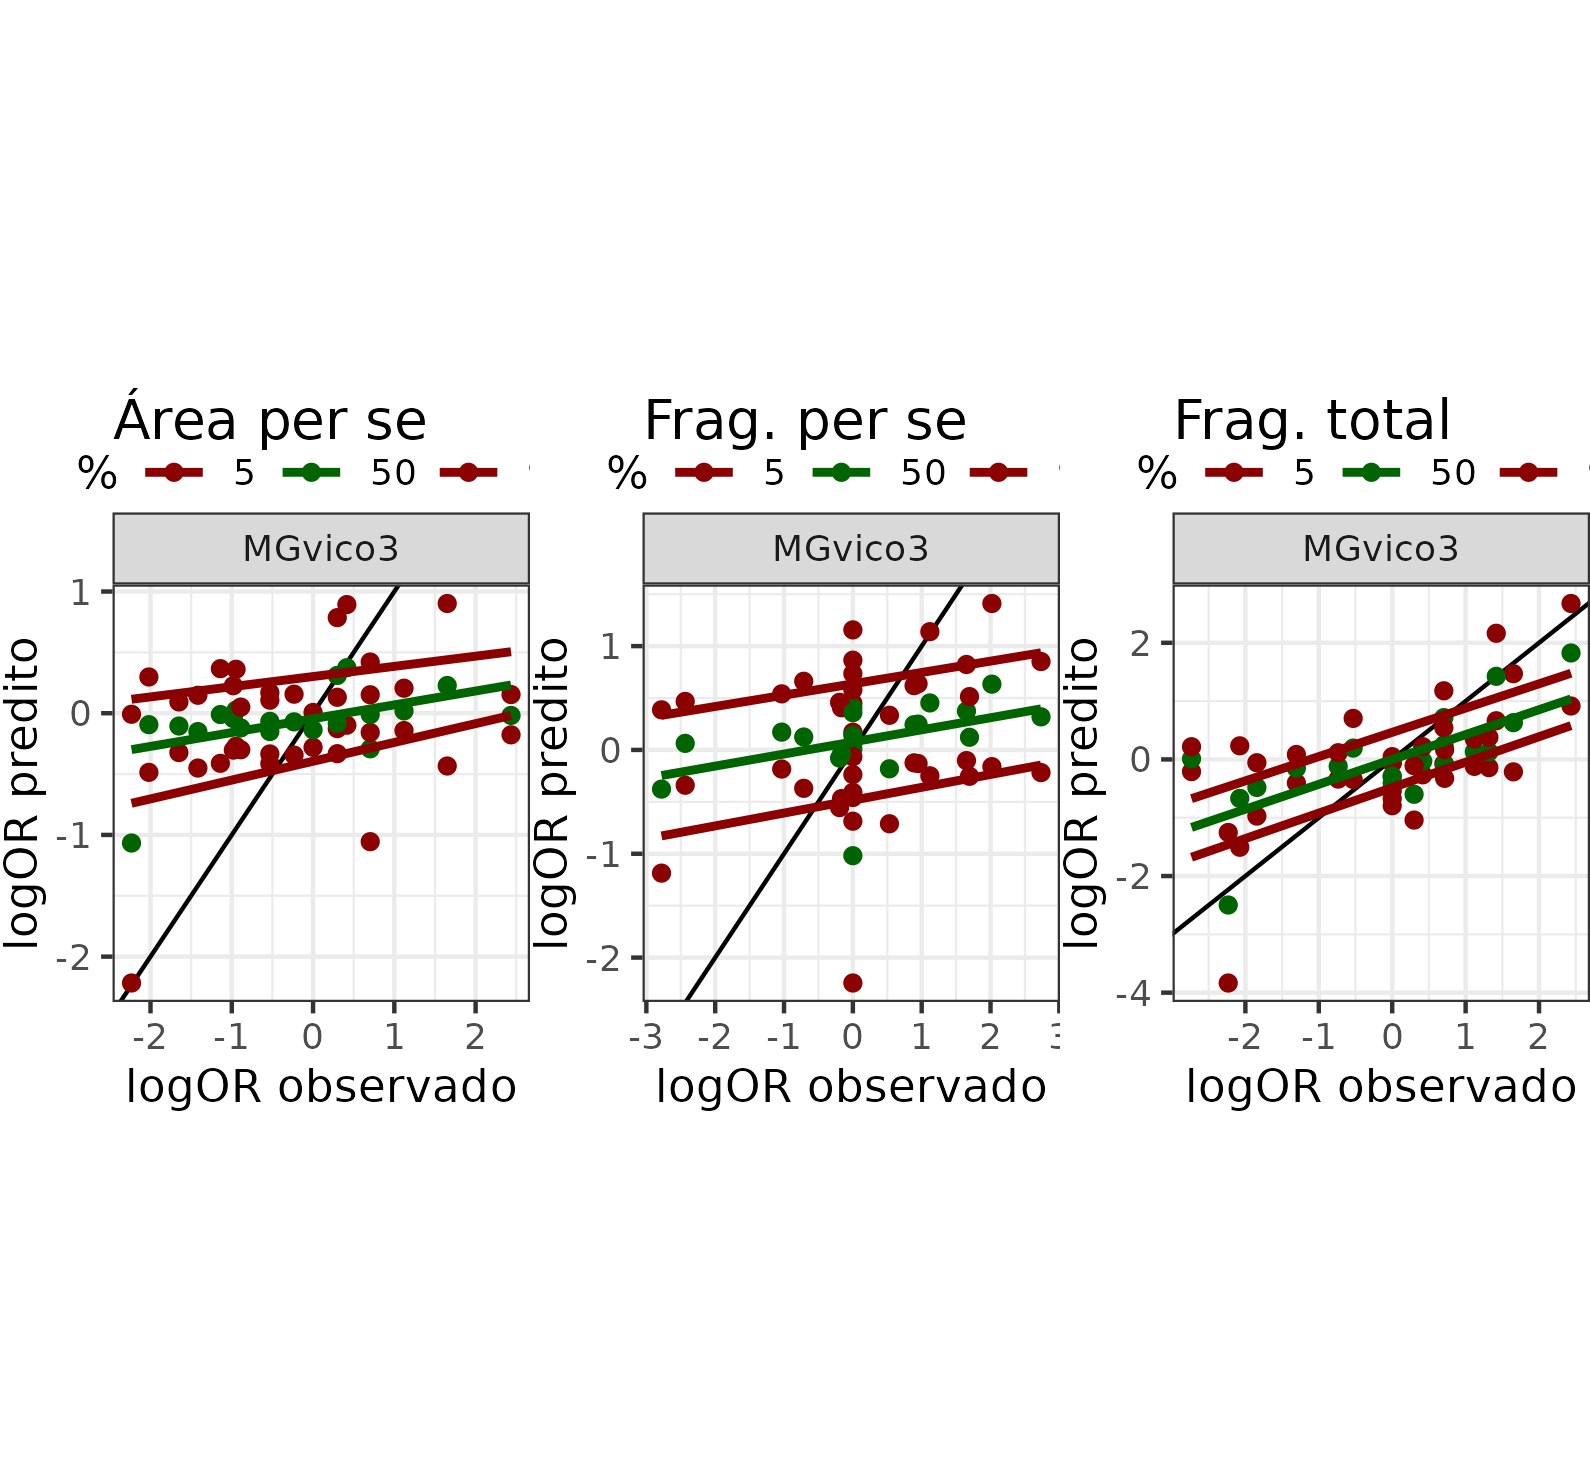 Área per se
% 5 50
MGvico3
1
0
-1
-2
logOR predito
-2 -1 0 1 2
logOR observado
Frag. per se
% 5 50
MGvico3
1
0
-1
-2
logOR predito
-3 -2 -1 0 1 2
logOR observado
Frag. total
% 5 50
MGvico3
2
0
-2
-4
logOR predito
-2 -1 0 1 2
logOR observado